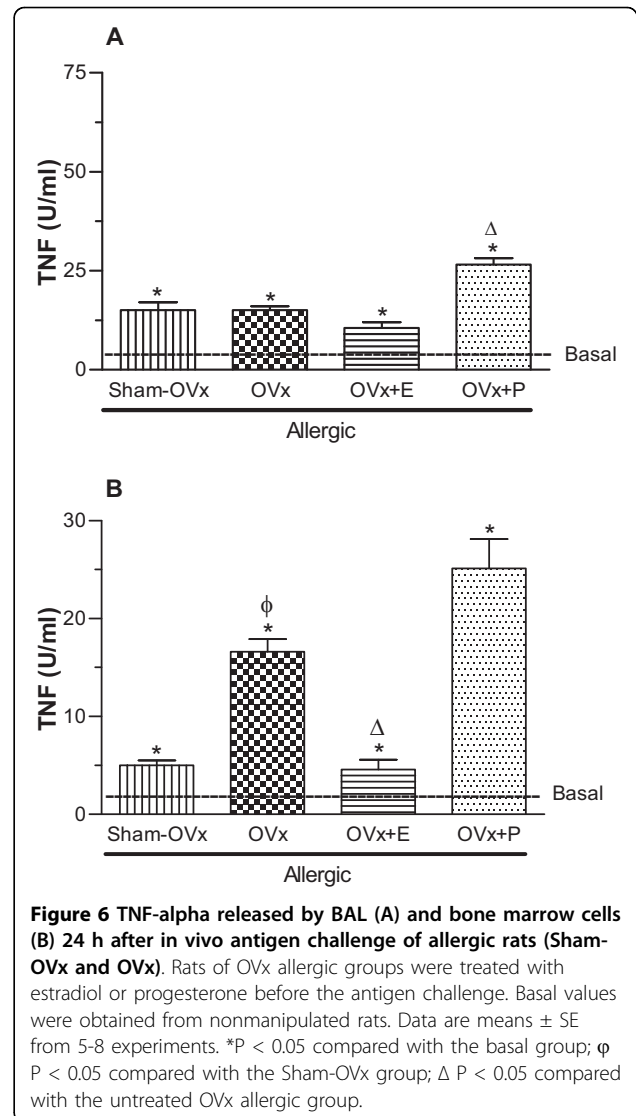 A
75
50
25
0
TNF (U/ml)
*
*
*
Δ
*
Basal
Sham-OVx OVx OVx+E OVx+P
Allergic
B
30
20
10
0
TNF (U/ml)
*
ϕ
*
Δ
*
*
Basal
Sham-OVx OVx OVx+E OVx+P
Allergic
Figure 6 TNF-alpha released by BAL (A) and bone marrow cells
(B) 24 h after in vivo antigen challenge of allergic rats (Sham-
OVx and OVx). Rats of OVx allergic groups were treated with
estradiol or progesterone before the antigen challenge. Basal values
were obtained from nonmanipulated rats. Data are means ± SE
from 5-8 experiments. *P < 0.05 compared with the basal group; φ
P < 0.05 compared with the Sham-OVx group; Δ P < 0.05 compared
with the untreated OVx allergic group.